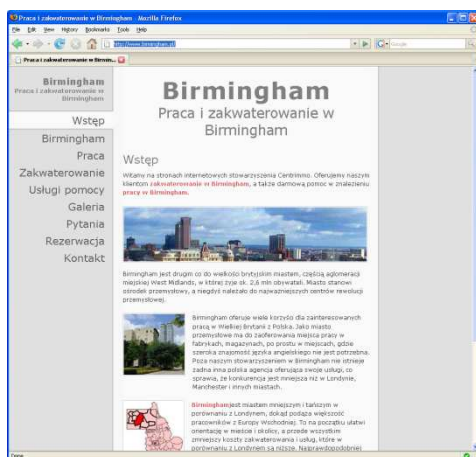 Praca i zakwaterowanie w Birmingham - Mozilla Firefox
File Edit View History Bookmarks Tools Help
http://www.birmingham.pl/
Google
Praca i zakwaterowanie w Birmin...
Birmingham
Praca i zakwaterowanie w
Birmingham
Wstęp
Birmingham
Praca
Zakwaterowanie
Usługi pomocy
Galeria
Pytania
Rezerwacja
Kontakt
Birmingham
Praca i zakwaterowanie w
Birmingham
Wstęp
Witamy na stronach internetowych stowarzyszenia Centrimmo. Oferujemy naszym
klientom zakwaterowanie w Birmingham, a także darmową pomoc w znalezieniu
pracy w Birmingham.
Birmingham jest drugim co do wielkości brytyjskim miastem, częścią aglomeracji
miejskiej West Midlands, w której żyje ok. 2,6 mln obywateli. Miasto stanowi
ośrodek przemysłowy, a niegdyś należało do najważniejszych centrów rewolucji
przemysłowej.
Birmingham oferuje wiele korzyści dla zainteresowanych
pracą w Wielkiej Brytanii z Polski. Jako miasto
przemysłowe ma do zaoferowania miejsca pracy w
fabrykach, magazynach, po prostu w miejscach, gdzie
szeroka znajomość języka angielskiego nie jest potrzebna.
Poza naszym stowarzyszeniem w Birmingham nie istnieje
żadna inna polska agencja oferująca swoje usługi, co
sprawia, że konkurencja jest mniejsza niż w Londynie,
Manchester i innych miastach.
Birmingham jest miastem mniejszym i tańszym w
porównaniu z Londynem, dokąd podąża większość
pracowników z Europy Wschodniej. To na początku ułatwi
orientację w mieście i okolicy, a przede wszystkim
zmniejszy koszty zakwaterowania i usług, które w
porównaniu z Londynem są niższe. Najprawdopodobniej
Done